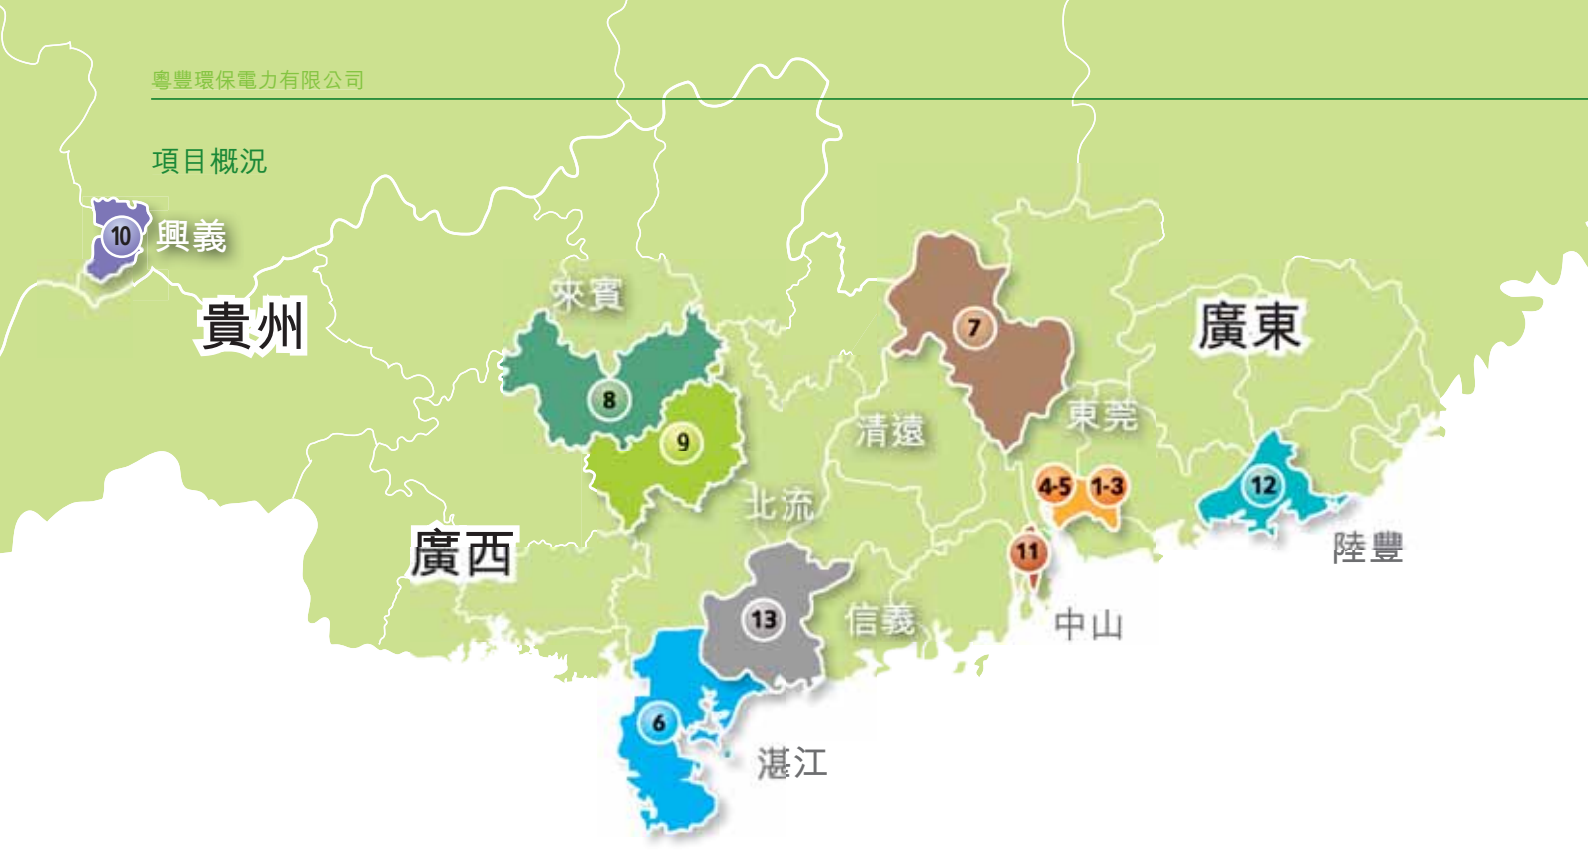 粵豐環保電力有限公司
項目概況
10
興義
貴州
來賓
7
廣東
8
東莞
9
清遠
4-5
1-3
12
北流
廣西
11
陸豐
13
信義
中山
6
湛江